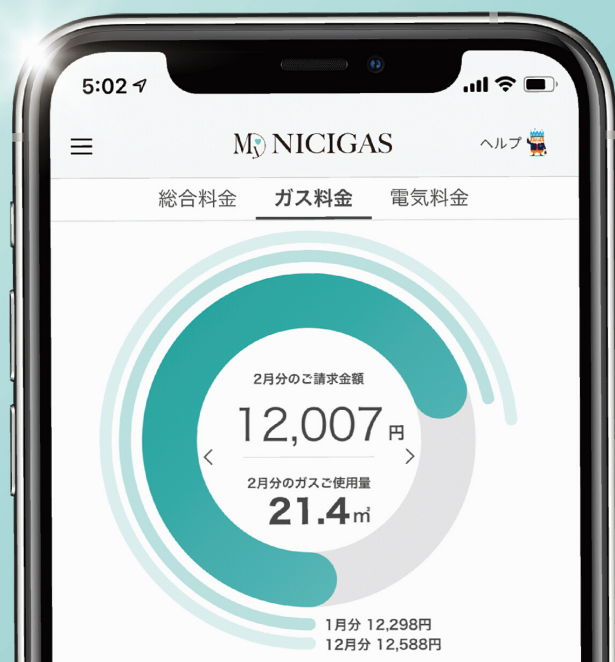 5:02
My NICIGAS
ヘルプ
総合料金 ガス料金 電気料金
2月分のご請求金額
12,007円
2月分のガスご使用量
21.4㎥
1月分 12,298円
12月分 12,588円